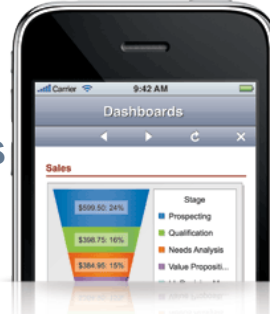 Carrier 9:42 AM
Dashboards
Sales
$599.50: 24%
$398.75: 16%
$384.95: 15%
Stage
Prospecting
Qualification
Needs Analysis
Value Propositi...